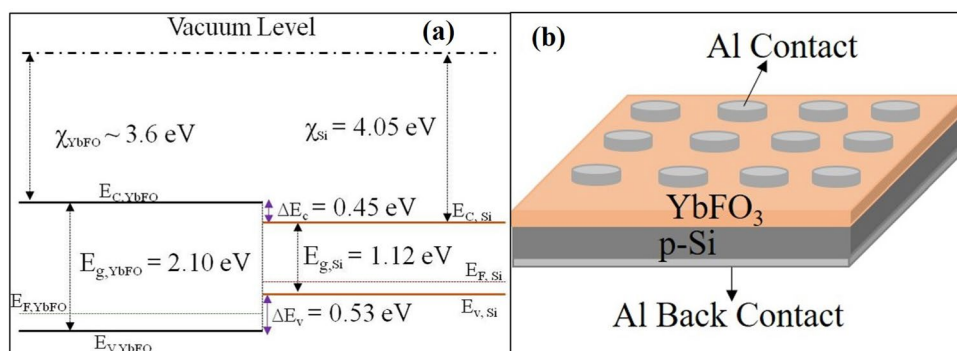 Vacuum Level
(a)
χYbFO ~ 3.6 eV
χSi = 4.05 eV
EC,YbFO
ΔEc = 0.45 eV
EC, Si
Eg,YbFO = 2.10 eV
Eg,Si = 1.12 eV
EF, Si
EF,YbFO
ΔEv = 0.53 eV
Ev, Si
EV,YbFO
(b)
Al Contact
YbFO3
p-Si
Al Back Contact